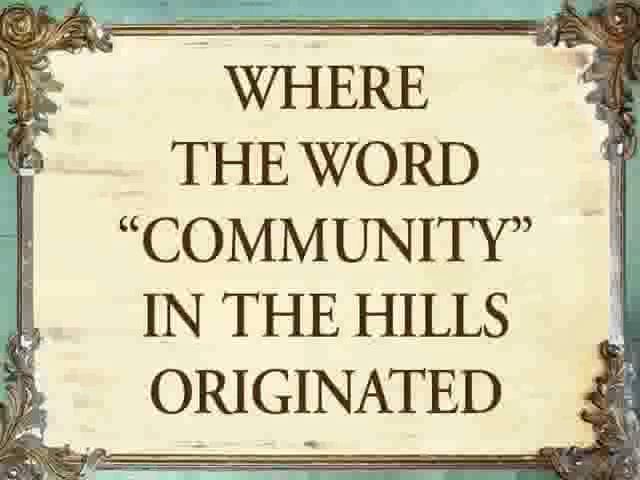 WHERE
THE WORD
“COMMUNITY”
IN THE HILLS
ORIGINATED